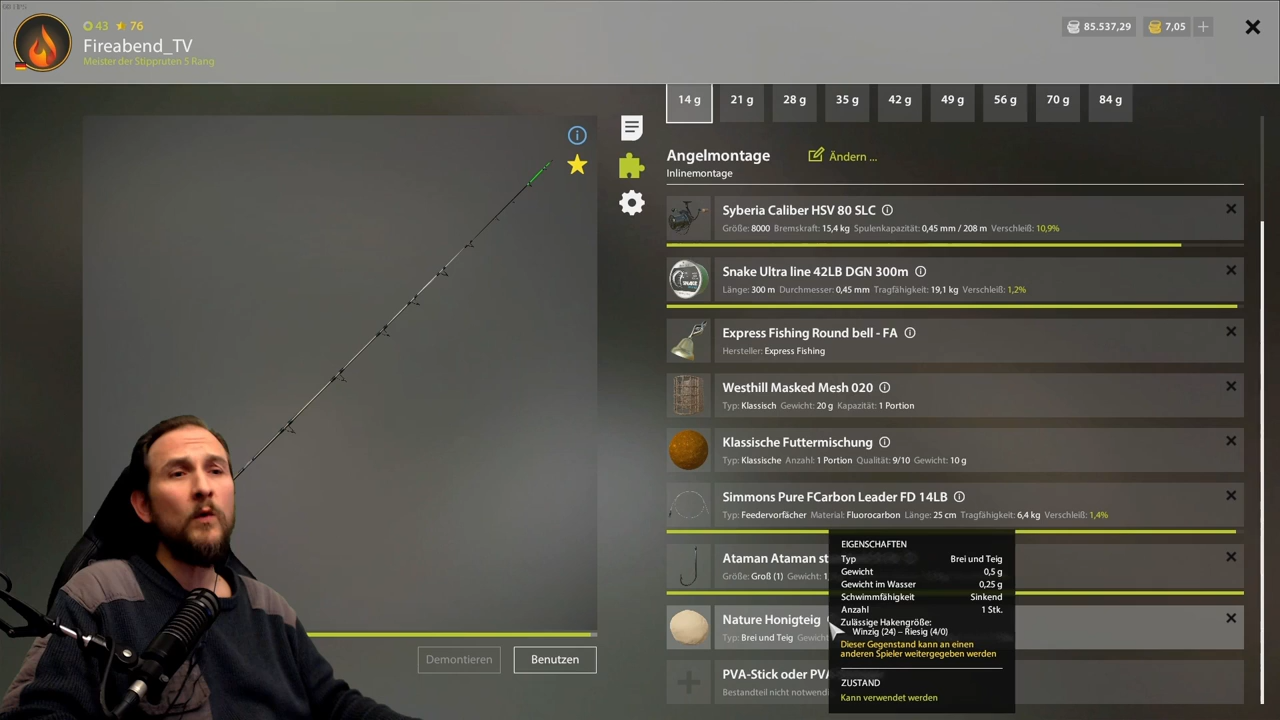 43 76
Fireabend_TV
Meister der Stippruten 5 Rang
85.537,29
7,05
14 g 21 g 28 g 35 g 42 g 49 g 56 g 70 g 84 g
Angelmontage
Ändern ...
Inlinemontage
Syberia Caliber HSV 80 SLC
Größe: 8000 Bremskraft: 15,4 kg Spulenkapazität: 0,45 mm / 208 m Verschleiß: 10,9%
Snake Ultra line 42LB DGN 300m
Länge: 300 m Durchmesser: 0,45 mm Tragfähigkeit: 19,1 kg Verschleiß: 1,2%
Express Fishing Round bell - FA
Hersteller: Express Fishing
Westhill Masked Mesh 020
Typ: Klassisch Gewicht: 20 g Kapazität: 1 Portion
Klassische Futtermischung
Typ: Klassische Anzahl: 1 Portion Qualität: 9/10 Gewicht: 10 g
Simmons Pure FCarbon Leader FD 14LB
Typ: Feedervorfächer Material: Fluorocarbon Länge: 25 cm Tragfähigkeit: 6,4 kg Verschleiß: 1,4%
Ataman Ataman st
Größe: Groß (1) Gewicht: 1,
Nature Honigteig
Typ: Brei und Teig Gewicht
PVA-Stick oder PVA
Bestandteil nicht notwendi
EIGENSCHAFTEN
Typ Brei und Teig
Gewicht 0,5 g
Gewicht im Wasser 0,25 g
Schwimmfähigkeit Sinkend
Anzahl 1 Stk.
Zulässige Hakengröße:
Winzig (24) – Riesig (4/0)
Dieser Gegenstand kann an einen
anderen Spieler weitergegeben werden
ZUSTAND
Kann verwendet werden
Demontieren
Benutzen